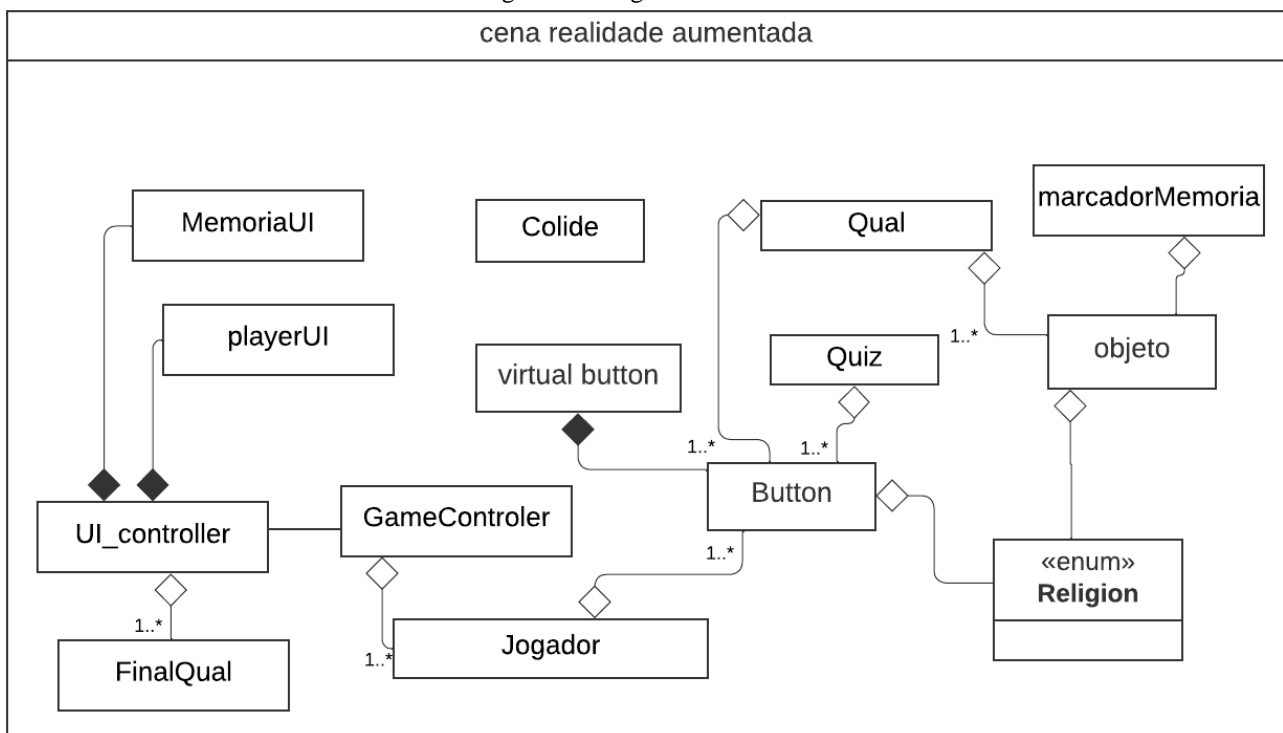 cena realidade aumentada
MemoriaUI
Colide
Qual
marcadorMemoria
playerUI
virtual button
Quiz
1..*
objeto
1..*
1..*
Button
UI_controller
GameControler
1..*
«enum»
Religion
1..*
FinalQual
1..*
Jogador